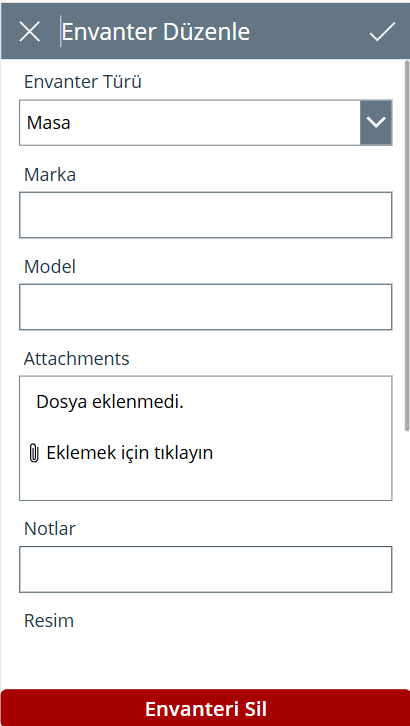 Envanter Düzenle
Envanter Türü
Masa
Marka
Model
Attachments
Dosya eklenmedi.
Eklemek için tıklayın
Notlar
Resim
Envanteri Sil